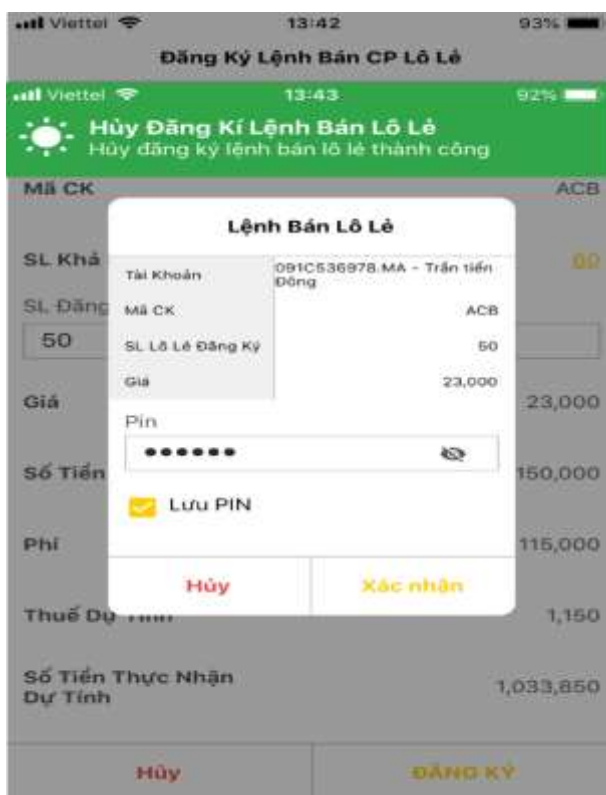 Viettel 13:42 93%
Đăng Ký Lệnh Bán CP Lô Lẻ
Viettel 13:43 92%
Hủy Đăng Kí Lệnh Bán Lô Lẻ
Hủy đăng ký lệnh bán lô lẻ thành công
Mã CK ACB
Lệnh Bán Lô Lẻ
SL Khả 60
Tài Khoản 091C536978.MA - Trần tiến
Đông
SL Đăng
Mã CK ACB
50
SL Lô Lẻ Đăng Ký 50
Giá 23,000
Giá 23,000
Pin
••••••
Số Tiền 150,000
Lưu PIN
Phí 115,000
Hủy Xác nhận
Thuế Dự Tính 1,150
Số Tiền Thực Nhận
Dự Tính
1,033,850
Hủy ĐĂNG KÝ